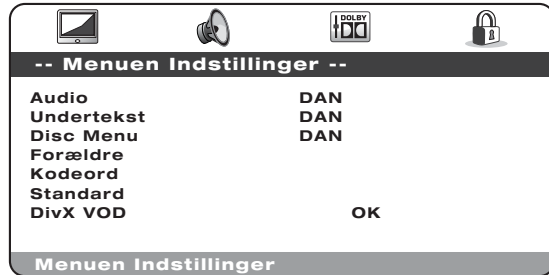 DOLBY
-- Menuen Indstillinger --
Audio DAN
Undertekst DAN
Disc Menu DAN
Forældre
Kodeord
Standard
DivX VOD OK
Menuen Indstillinger